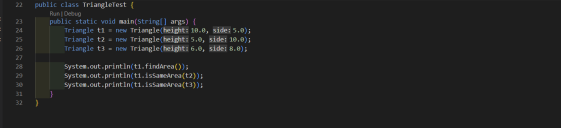 22 public class TriangleTest {
Run | Debug
23 public static void main(String[] args) {
24 Triangle t1 = new Triangle(height: 10.0, side: 5.0);
25 Triangle t2 = new Triangle(height: 5.0, side: 10.0);
26 Triangle t3 = new Triangle(height: 6.0, side: 8.0);
27
28 System.out.println(t1.findArea());
29 System.out.println(t1.isSameArea(t2));
30 System.out.println(t1.isSameArea(t3));
31 }
32 }